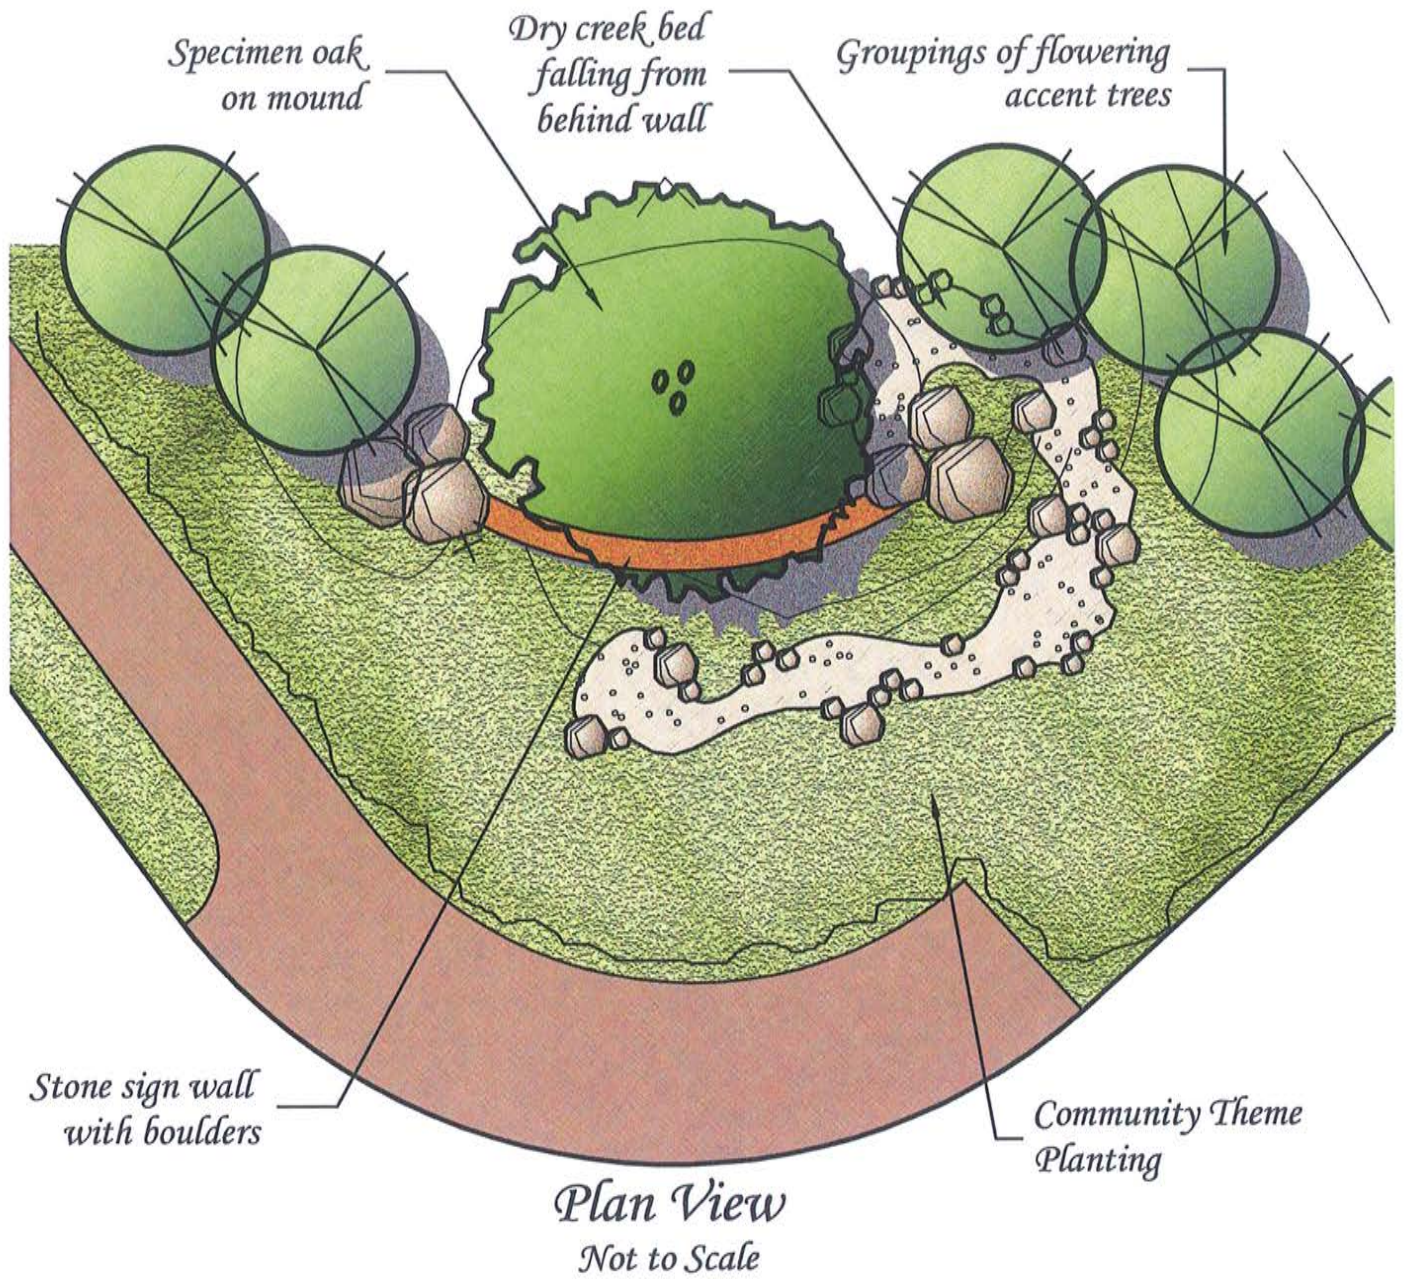 Specimen oak
on mound
Dry creek bed
falling from
behind wall
Groupings of flowering
accent trees
Stone sign wall
with boulders
Community Theme
Planting
Plan View
Not to Scale